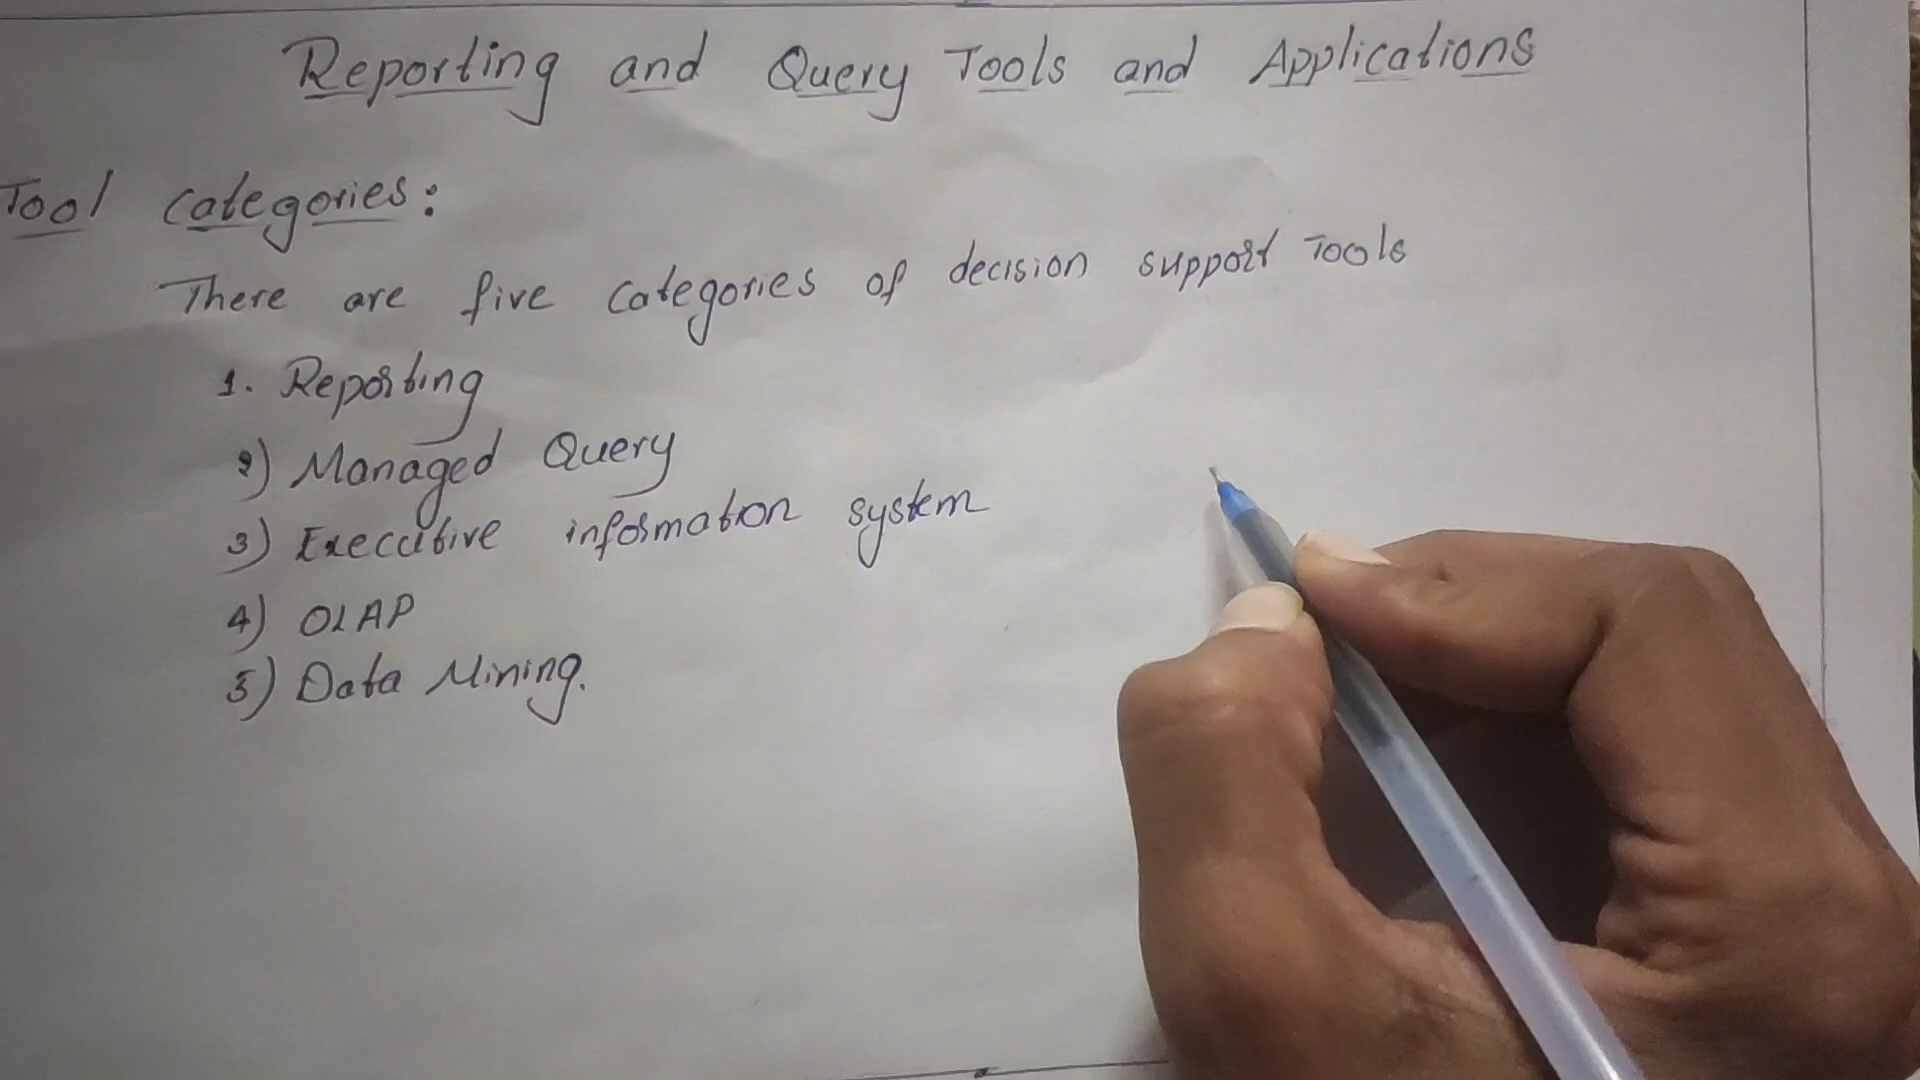 Reporting and Query Tools and Applications
Tool categories:
There are five categories of decision support Tools
1. Reporting
2) Managed Query
3) Executive information system
4) OLAP
5) Data Mining.